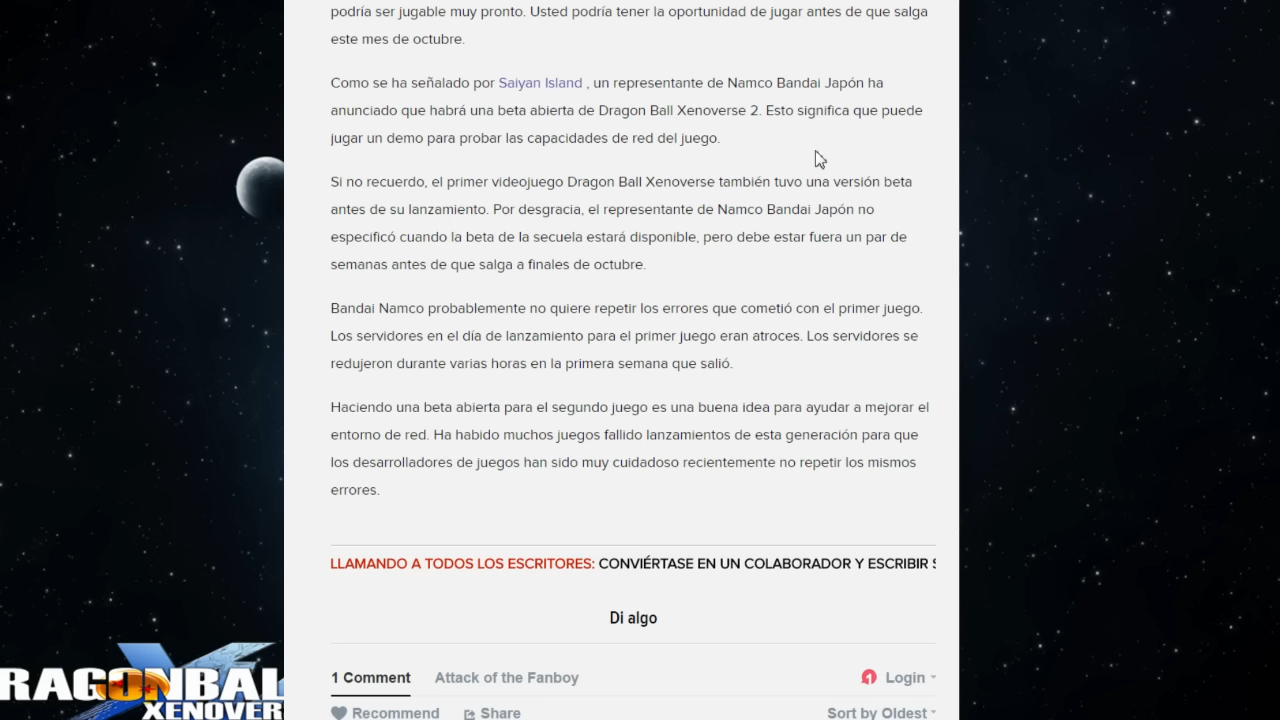 podría ser jugable muy pronto. Usted podría tener la oportunidad de jugar antes de que salga
este mes de octubre.
Como se ha señalado por Saiyan Island , un representante de Namco Bandai Japón ha
anunciado que habrá una beta abierta de Dragon Ball Xenoverse 2. Esto significa que puede
jugar un demo para probar las capacidades de red del juego.
Si no recuerdo, el primer videojuego Dragon Ball Xenoverse también tuvo una versión beta
antes de su lanzamiento. Por desgracia, el representante de Namco Bandai Japón no
especificó cuando la beta de la secuela estará disponible, pero debe estar fuera un par de
semanas antes de que salga a finales de octubre.
Bandai Namco probablemente no quiere repetir los errores que cometió con el primer juego.
Los servidores en el día de lanzamiento para el primer juego eran atroces. Los servidores se
redujeron durante varias horas en la primera semana que salió.
Haciendo una beta abierta para el segundo juego es una buena idea para ayudar a mejorar el
entorno de red. Ha habido muchos juegos fallido lanzamientos de esta generación para que
los desarrolladores de juegos han sido muy cuidadoso recientemente no repetir los mismos
errores.
LLAMANDO A TODOS LOS ESCRITORES: CONVIÉRTASE EN UN COLABORADOR Y ESCRIBIR
Di algo
1 Comment Attack of the Fanboy 1 Login
Recommend Share Sort by Oldest
RAGONBAL
XENOVER